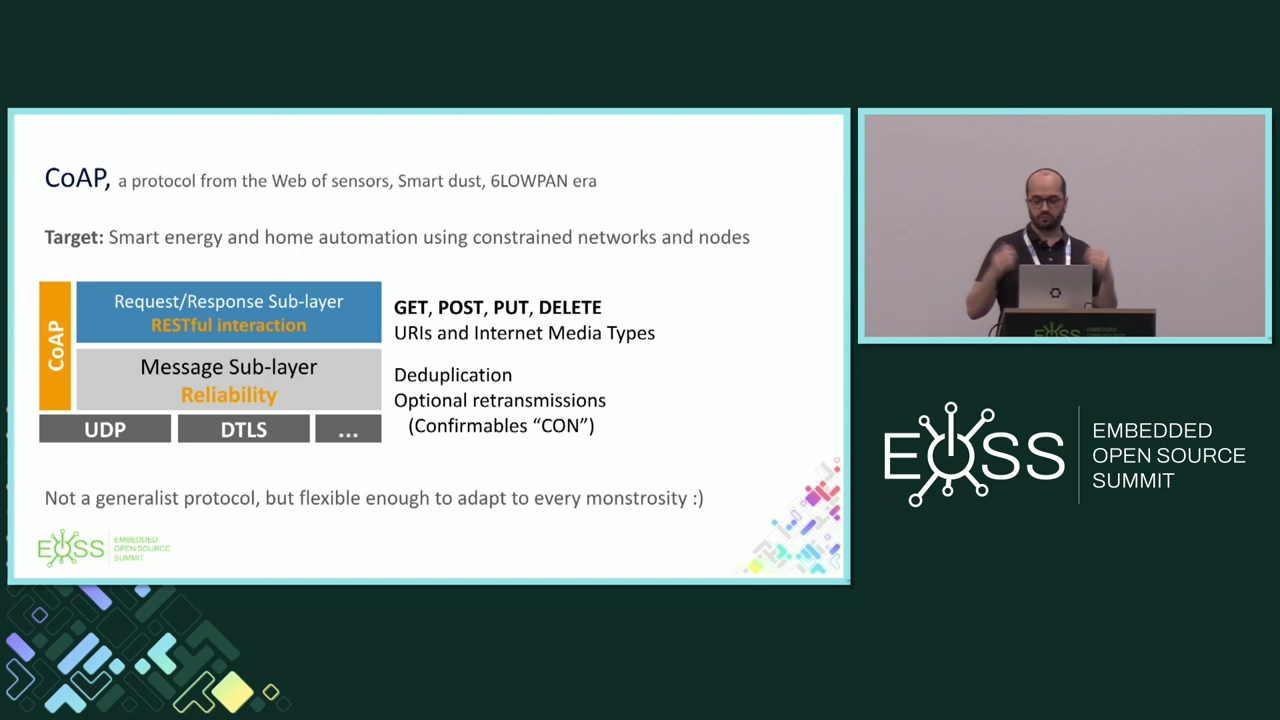 CoAP, a protocol from the Web of sensors, Smart dust, 6LOWPAN era
Target: Smart energy and home automation using constrained networks and nodes
CoAP
Request/Response Sub-layer
RESTful interaction
GET, POST, PUT, DELETE
URIs and Internet Media Types
Message Sub-layer
Reliability
Deduplication
Optional retransmissions
(Confirmables “CON”)
UDP
DTLS
...
Not a generalist protocol, but flexible enough to adapt to every monstrosity :)
EOSS
EMBEDDED
OPEN SOURCE
SUMMIT
EOSS
EMBEDDED
OPEN SOURCE
SUMMIT